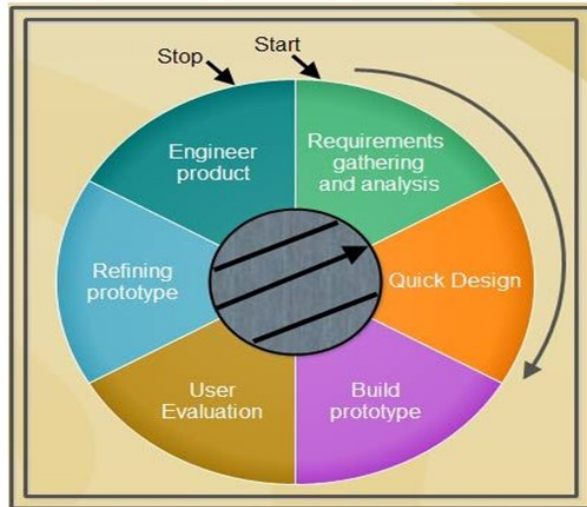 Start
Stop
Requirements
gathering
and analysis
Quick Design
Build
prototype
User
Evaluation
Refining
prototype
Engineer
product